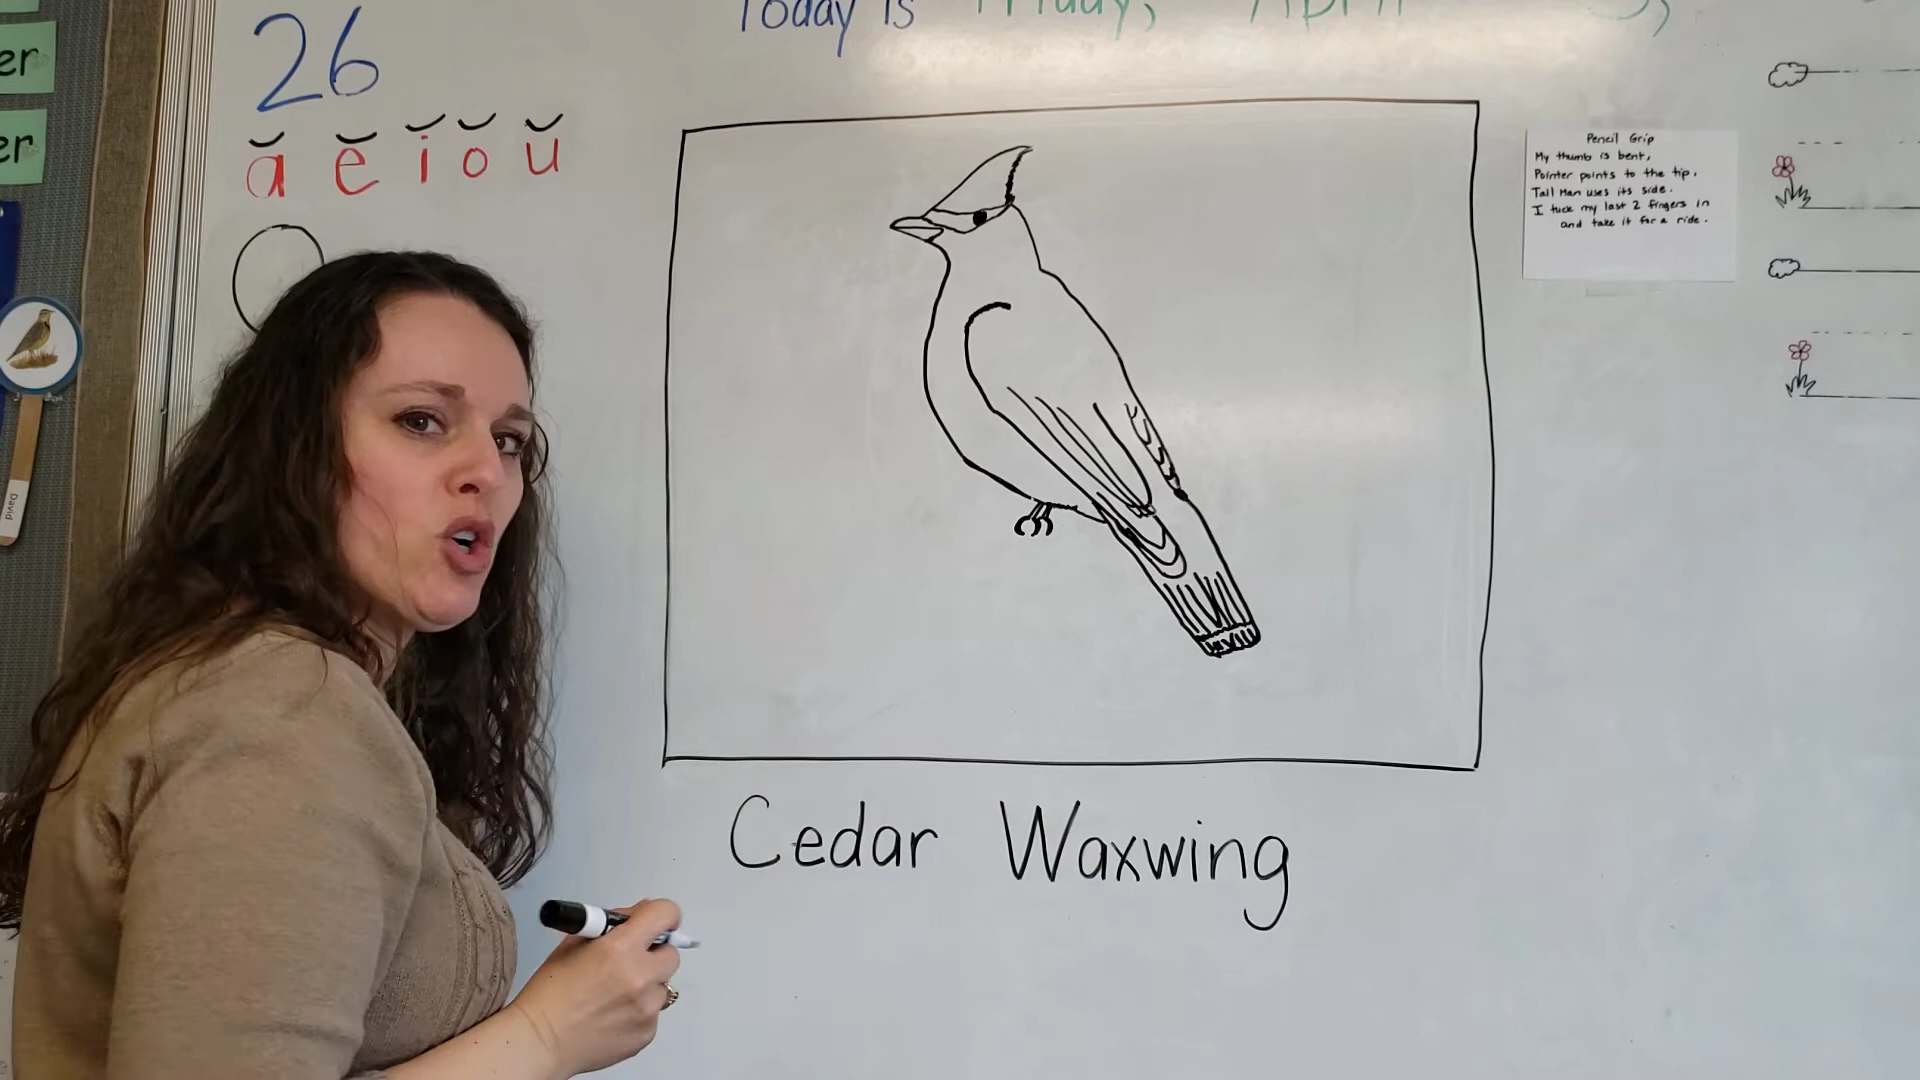 Today is Friday, April
26
er
ă ĕ ĭ ŏ ŭ
er
Pencil Grip
My thumb is bent,
Pointer points to the tip.
Tall Man uses its side.
I tuck my last 2 fingers in
and take it for a ride.
David
Cedar Waxwing